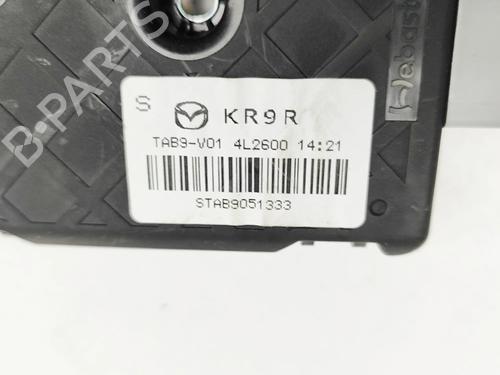 Webasto
S KR9R
TAB9-V01 4L2600 14:21
STAB9051333
B-PARTS